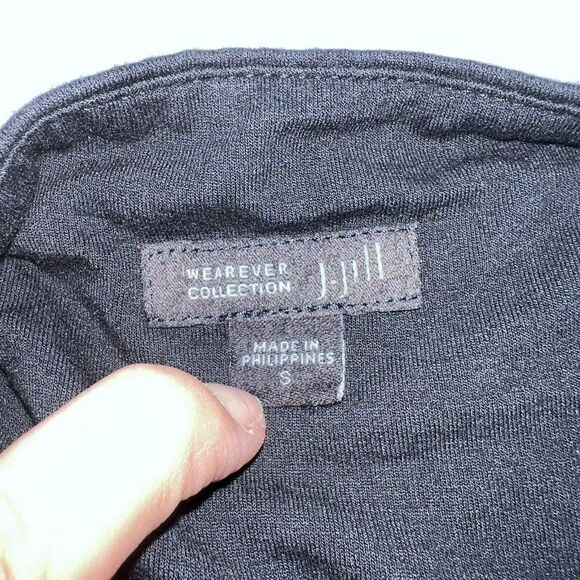 WEAREVER
COLLECTION
J.Jill
MADE IN
PHILIPPINES
S